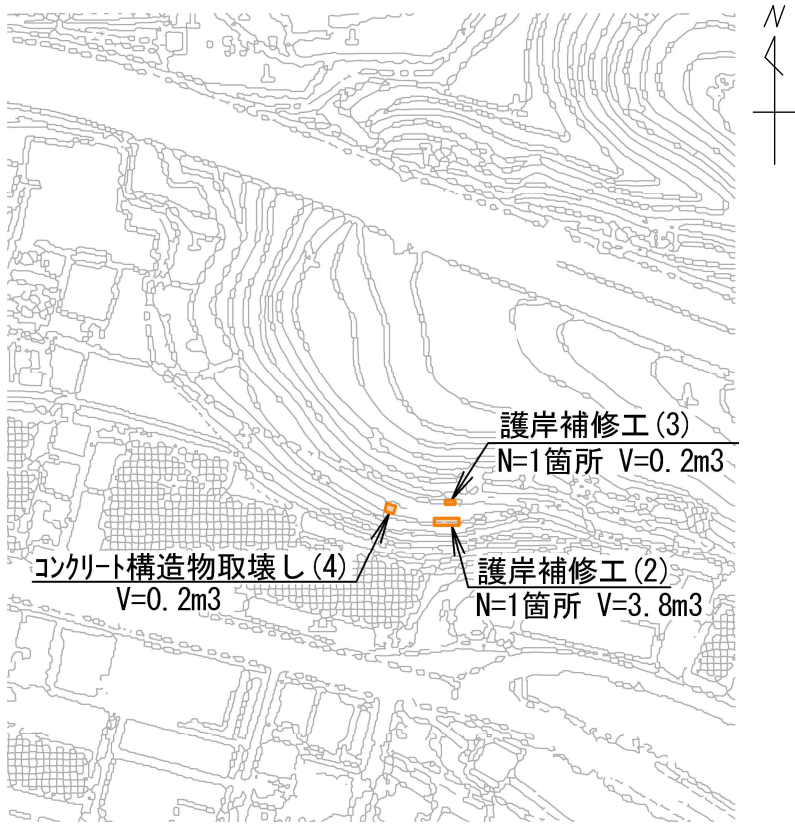 N
護岸補修工(3)
N=1箇所 V=0.2m3
コンクリート構造物取壊し(4)
V=0.2m3
護岸補修工(2)
N=1箇所 V=3.8m3